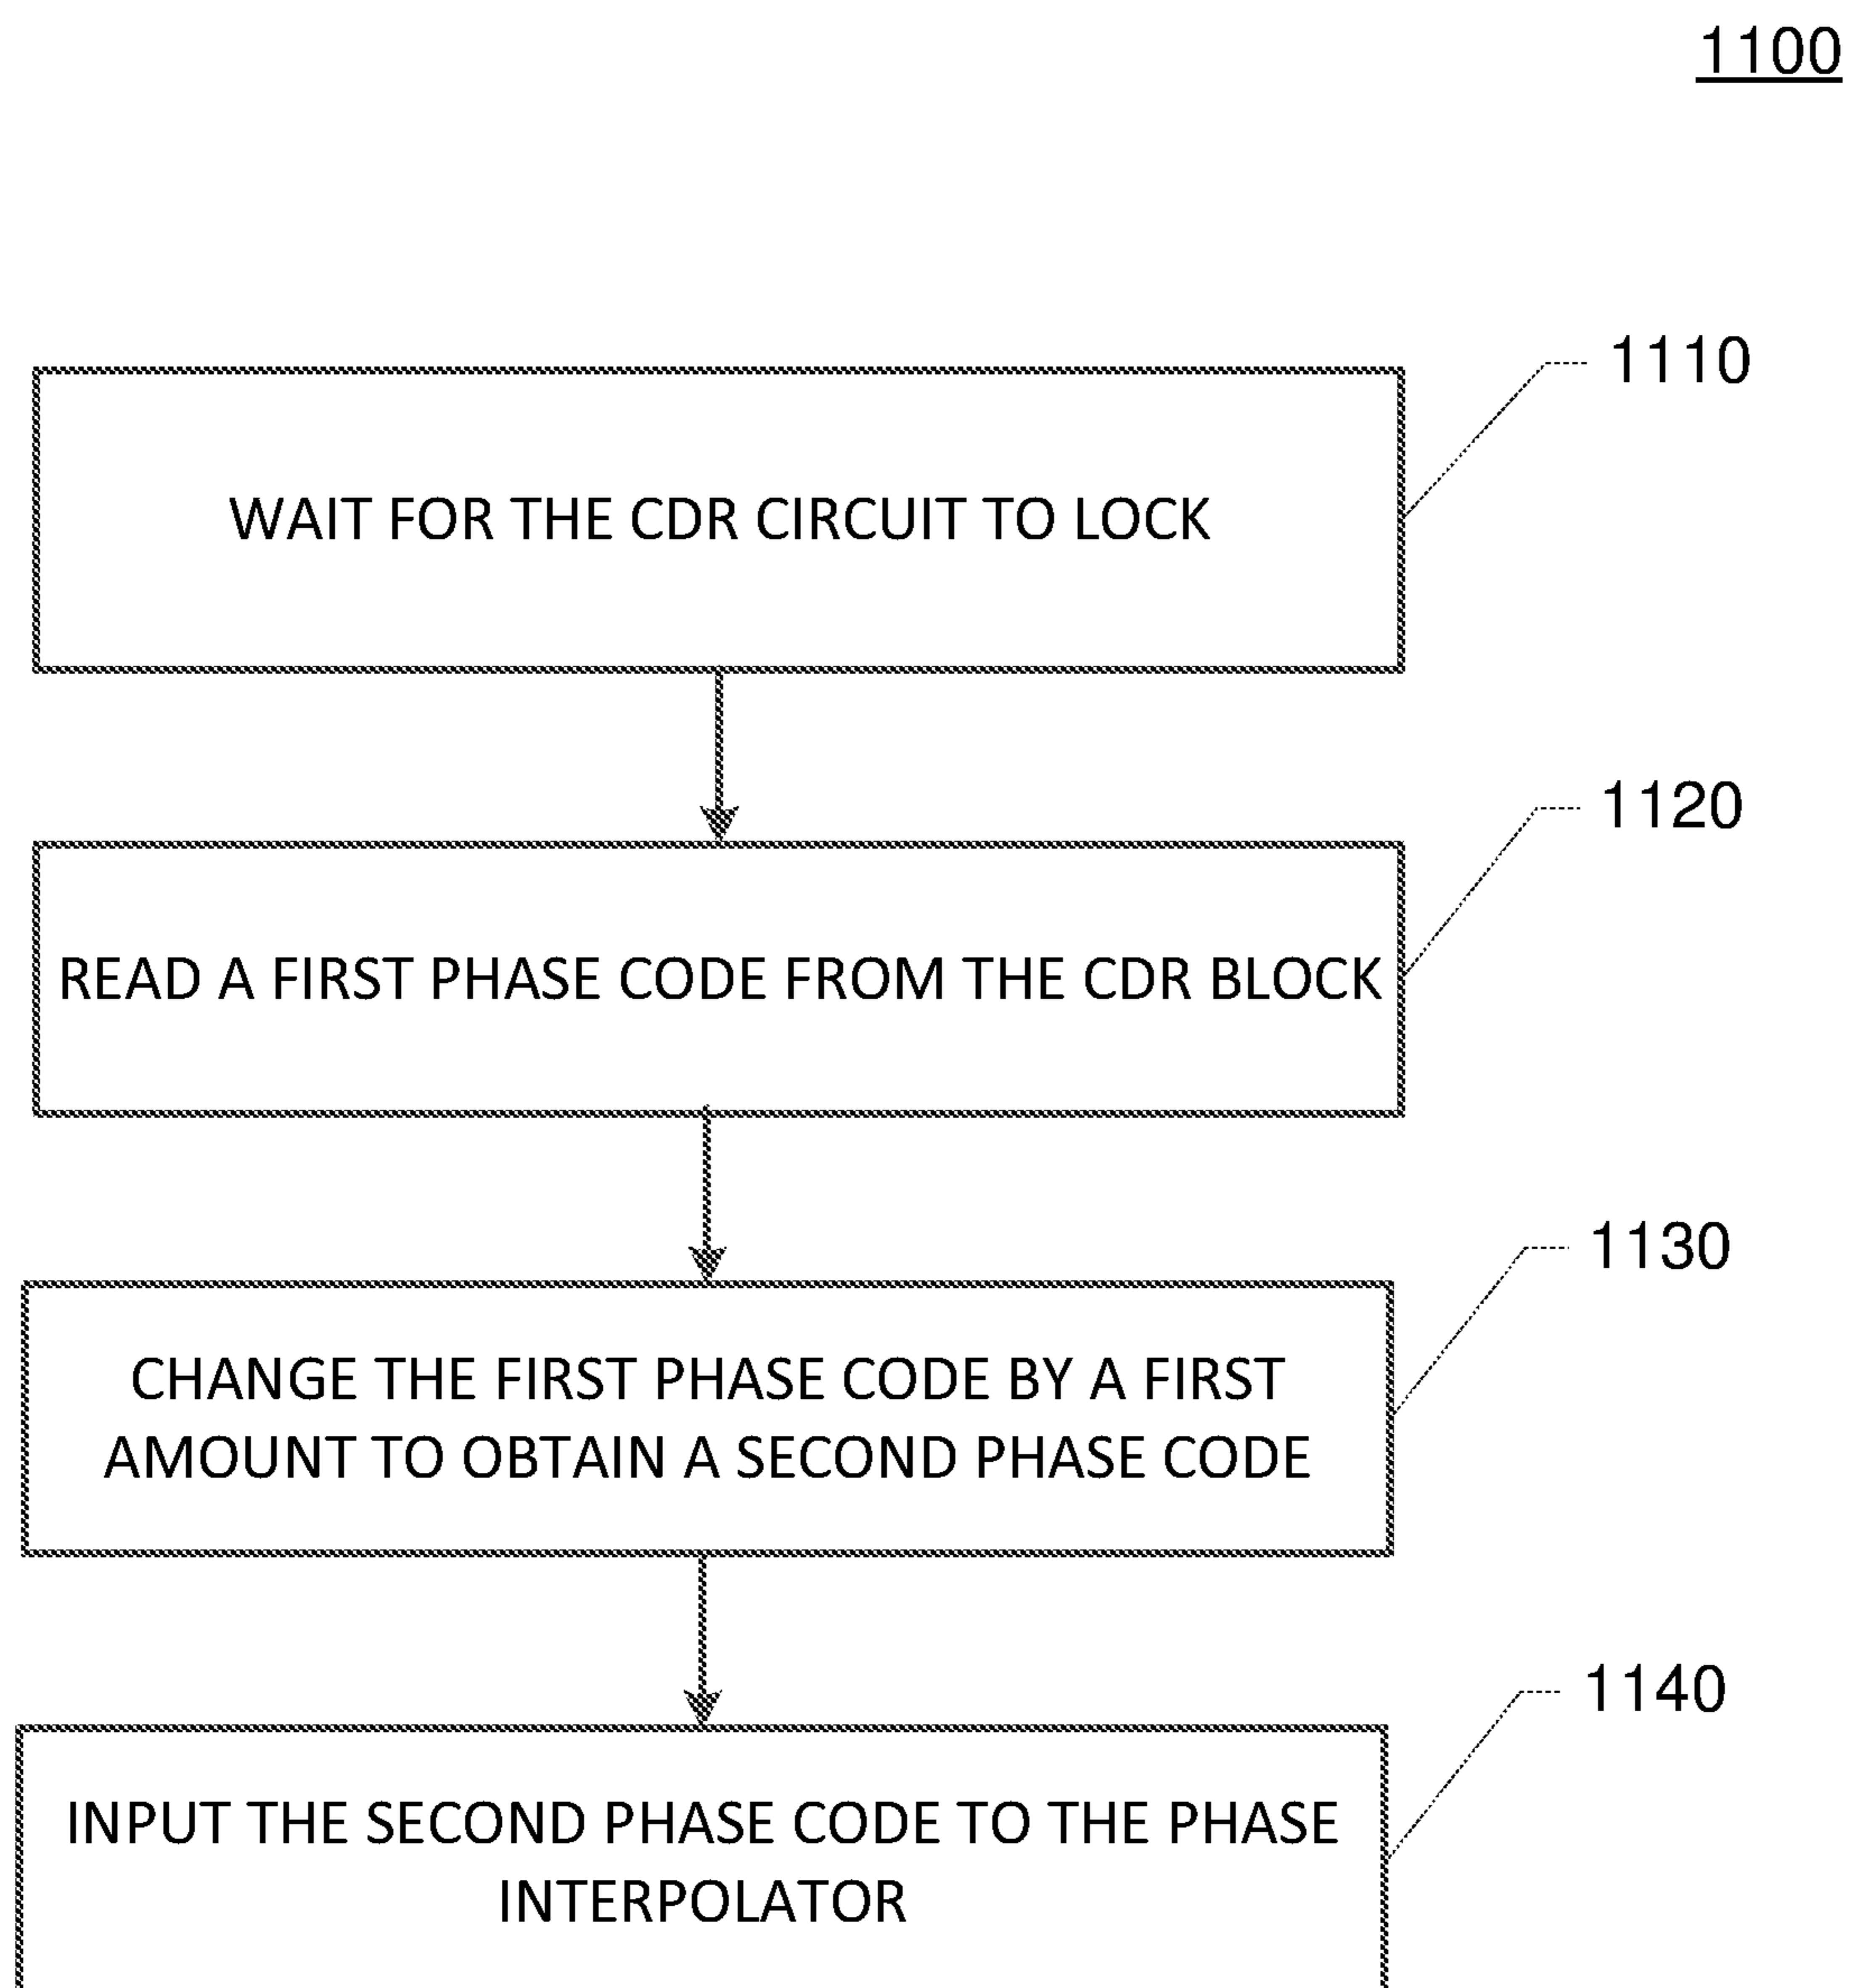 1100
1110
WAIT FOR THE CDR CIRCUIT TO LOCK
1120
READ A FIRST PHASE CODE FROM THE CDR BLOCK
1130
CHANGE THE FIRST PHASE CODE BY A FIRST
AMOUNT TO OBTAIN A SECOND PHASE CODE
1140
INPUT THE SECOND PHASE CODE TO THE PHASE
INTERPOLATOR